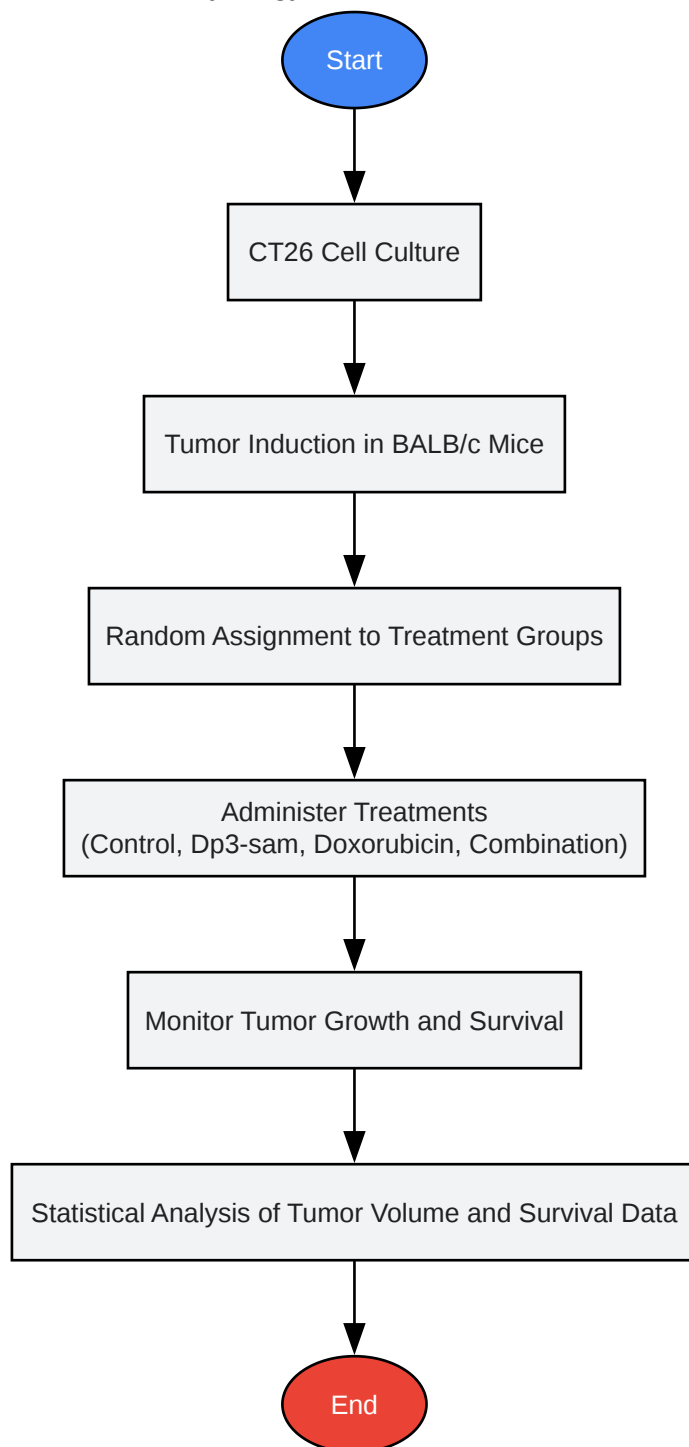 Start
CT26 Cell Culture
Tumor Induction in BALB/c Mice
Random Assignment to Treatment Groups
Administer Treatments
(Control, Dp3-sam, Doxorubicin, Combination)
Monitor Tumor Growth and Survival
Statistical Analysis of Tumor Volume and Survival Data
End